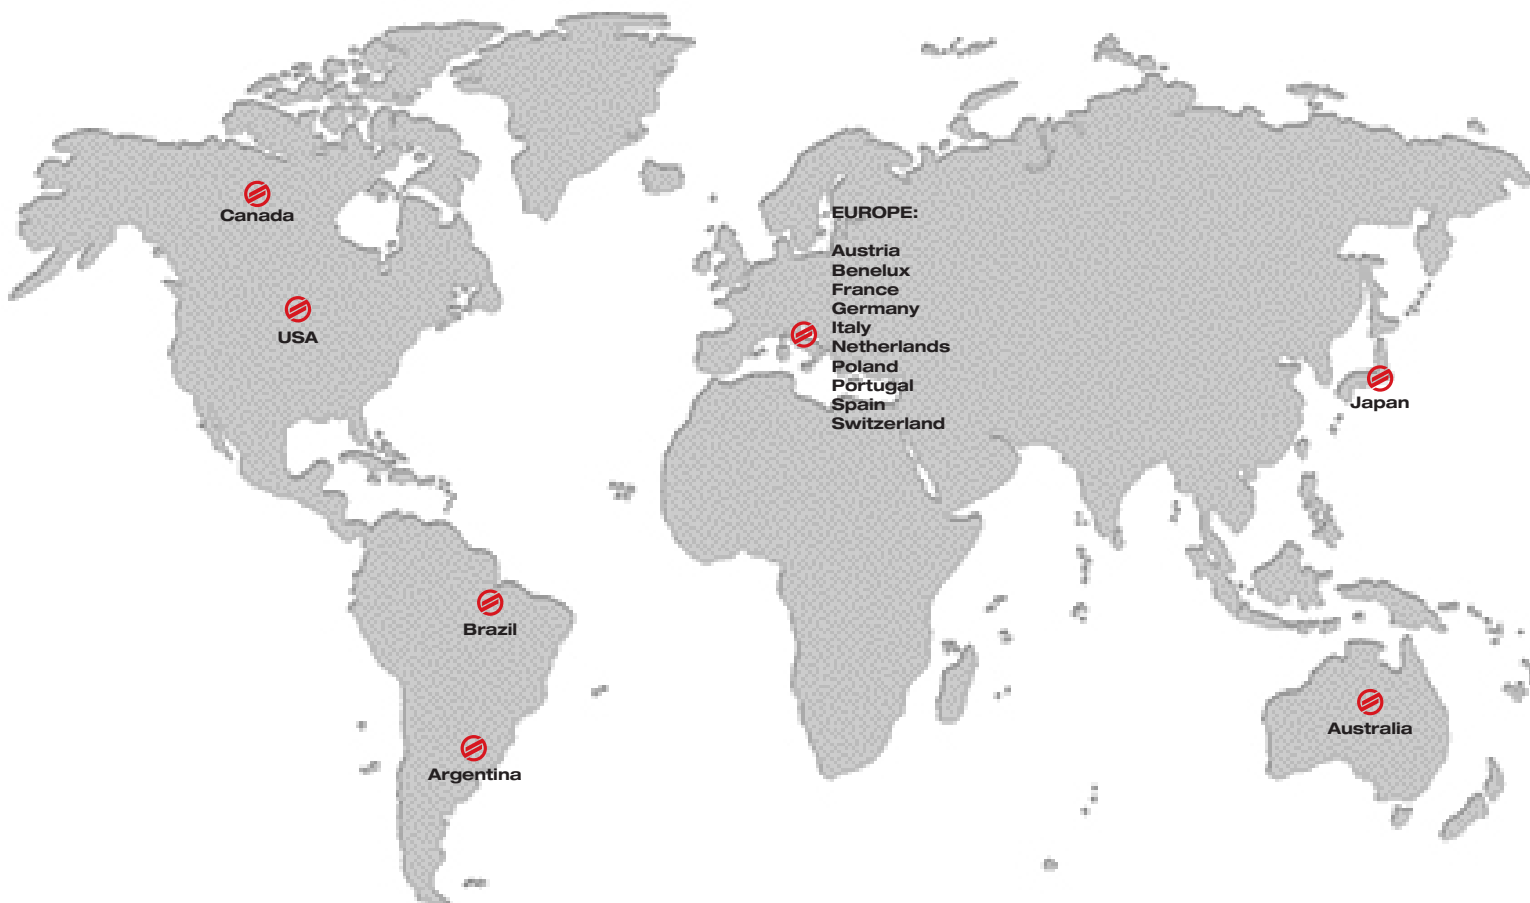 Canada
EUROPE:
Austria
Benelux
France
Germany
Italy
Netherlands
Poland
Portugal
Spain
Switzerland
USA
Japan
Brazil
Australia
Argentina